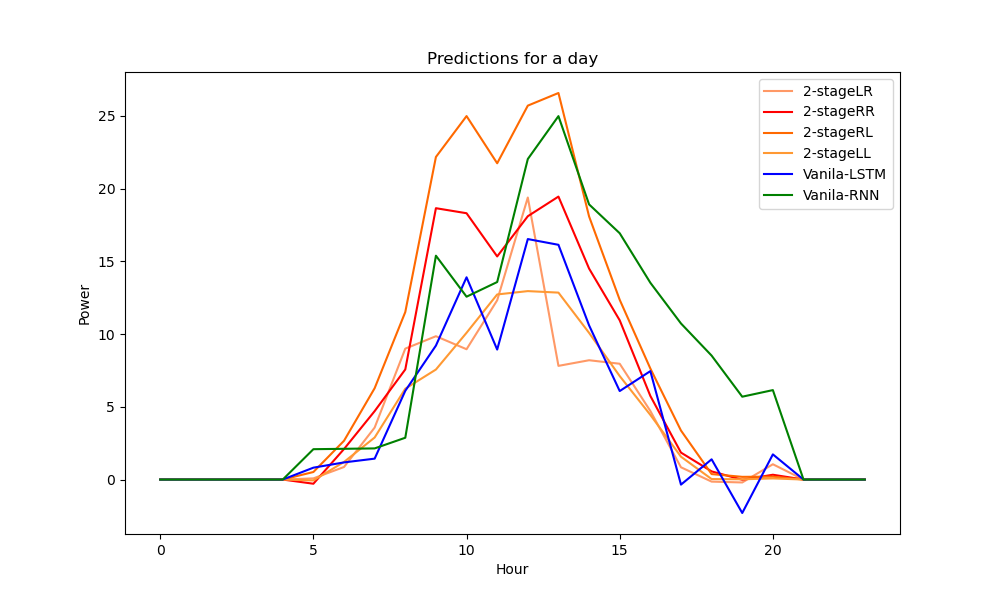 Predictions for a day
2-stageLR
2-stageRR
2-stageRL
2-stageLL
Vanila-LSTM
Vanila-RNN
25
20
15
10
5
0
Power
0 5 10 15 20
Hour